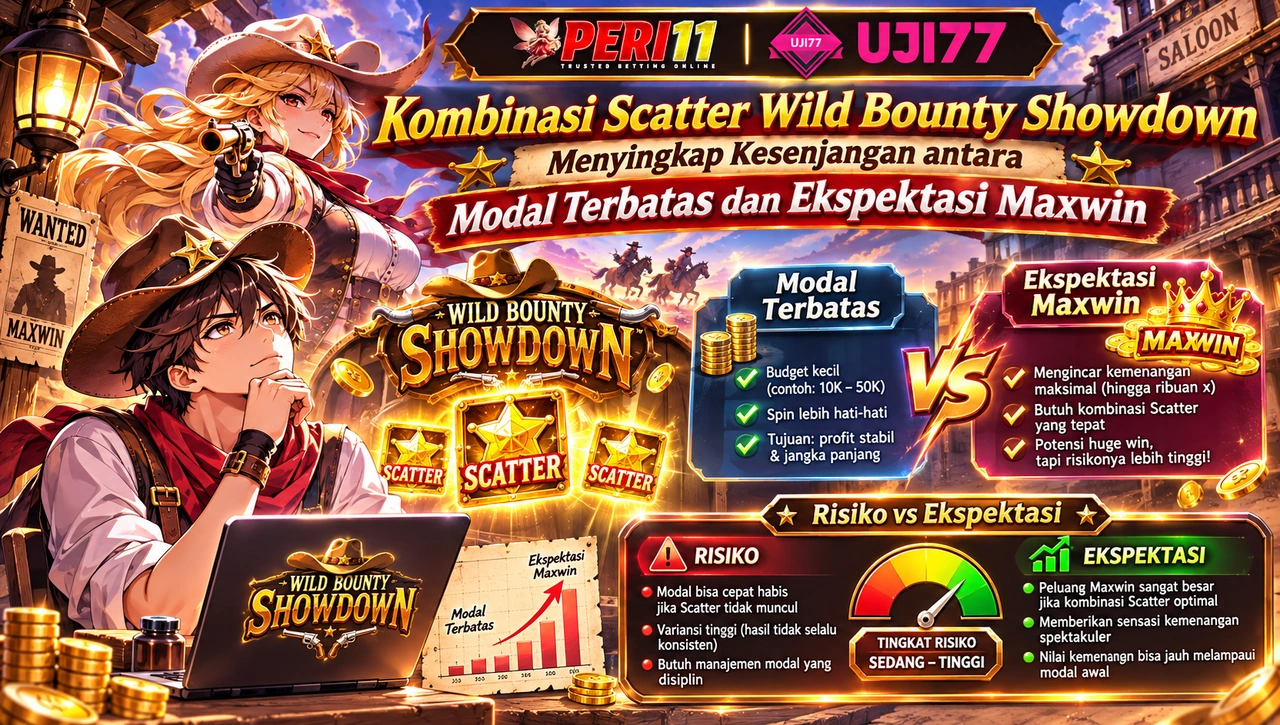 PERI11
TRUSTED BETTING ONLINE
UJI77
UJI77
SALOON
Kombinasi Scatter Wild Bounty Showdown
Menyingkap Kesenjangan antara
Modal Terbatas dan Ekspektasi Maxwin
WANTED
MAXWIN
WILD BOUNTY
SHOWDOWN
SCATTER
SCATTER
SCATTER
Modal
Terbatas
Budget kecil
(contoh: 10K – 50K)
Spin lebih hati-hati
Tujuan: profit stabil
& jangka panjang
VS
Ekspektasi
Maxwin
MAXWIN
Mengincar kemenangan
maksimal (hingga ribuan x)
Butuh kombinasi Scatter
yang tepat
Potensi huge win,
tapi risikonya lebih tinggi!
WILD BOUNTY
SHOWDOWN
Ekspektasi
Maxwin
Modal
Terbatas
Risiko vs Ekspektasi
RISIKO
Modal bisa cepat habis
jika Scatter tidak muncul
Variansi tinggi (hasil tidak selalu
konsisten)
Butuh manajemen modal yang
disiplin
TINGKAT RISIKO
SEDANG – TINGGI
EKSPEKTASI
Peluang Maxwin sangat besar
jika kombinasi Scatter optimal
Memberikan sensasi kemenangan
spektakuler
Nilai kemenangn bisa jauh melampaui
modal awal